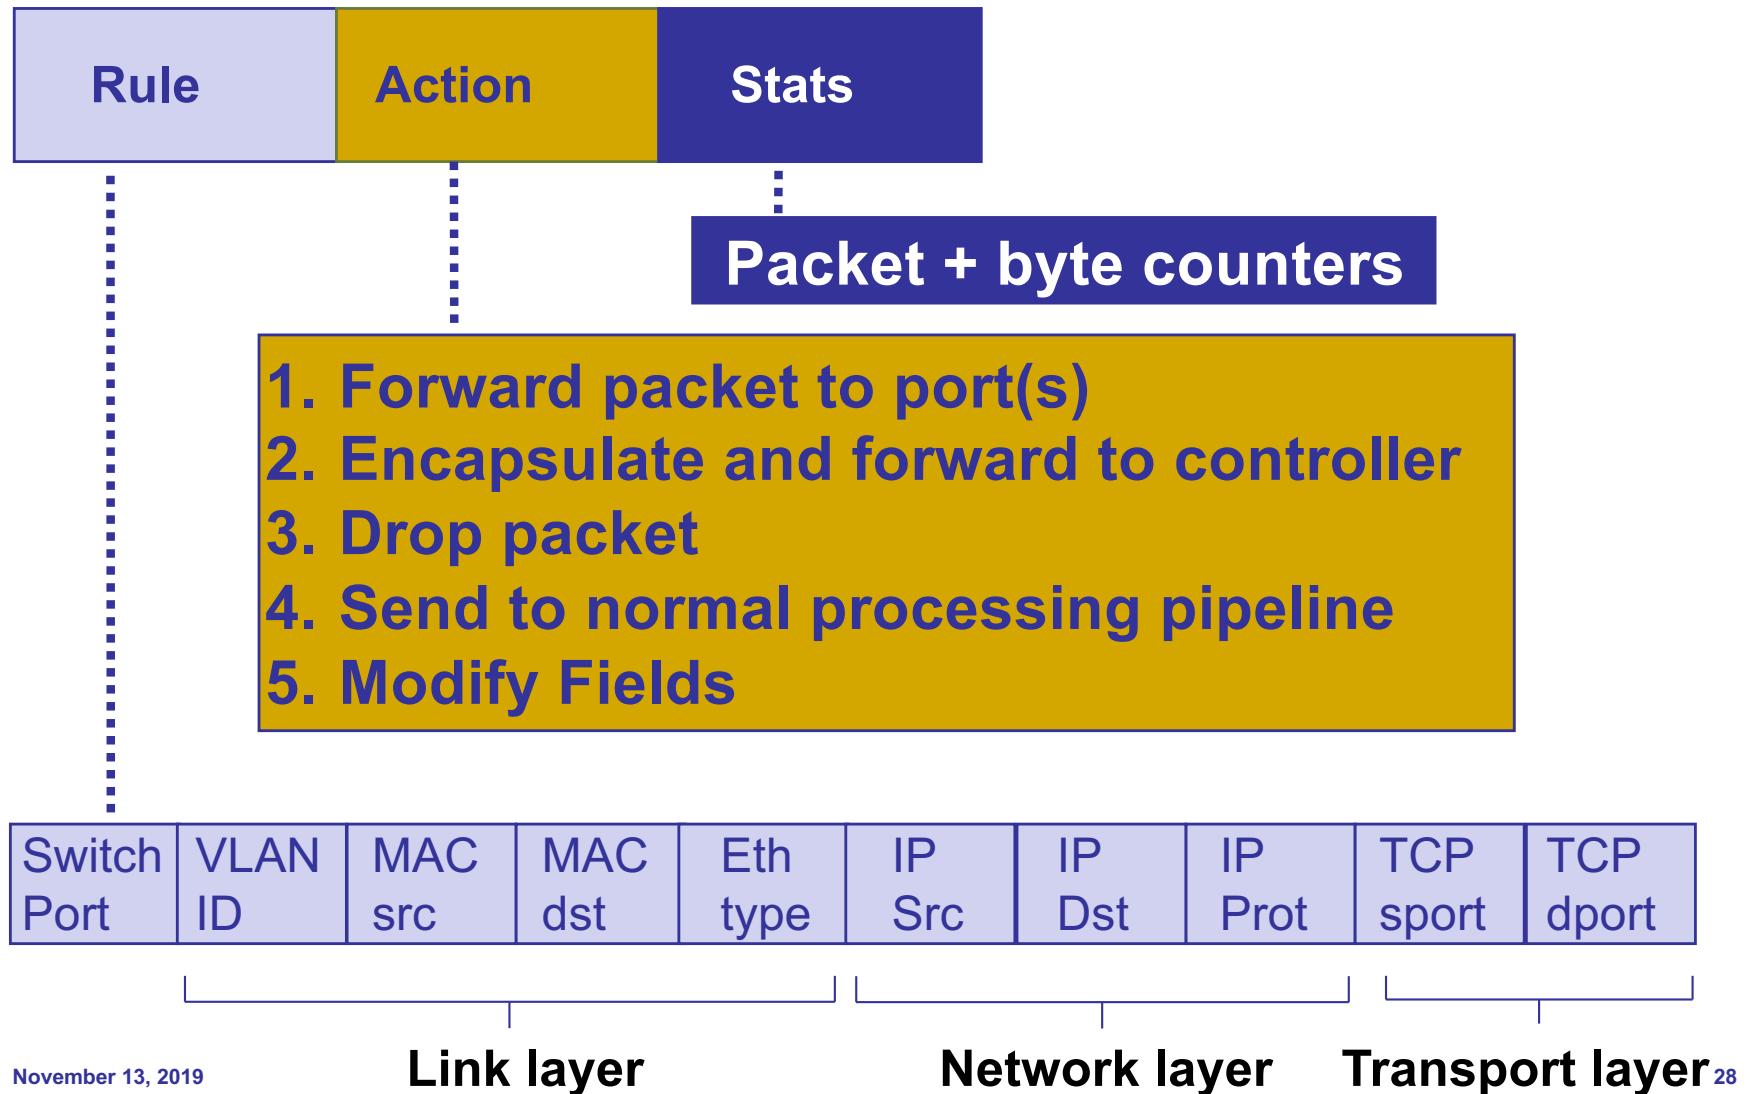 Rule Action Stats
Packet + byte counters
1. Forward packet to port(s)
2. Encapsulate and forward to controller
3. Drop packet
4. Send to normal processing pipeline
5. Modify Fields
Switch Port
VLAN ID
MAC src
MAC dst
Eth type
IP Src
IP Dst
IP Prot
TCP sport
TCP dport
Link layer
Network layer
Transport layer
November 13, 2019
28